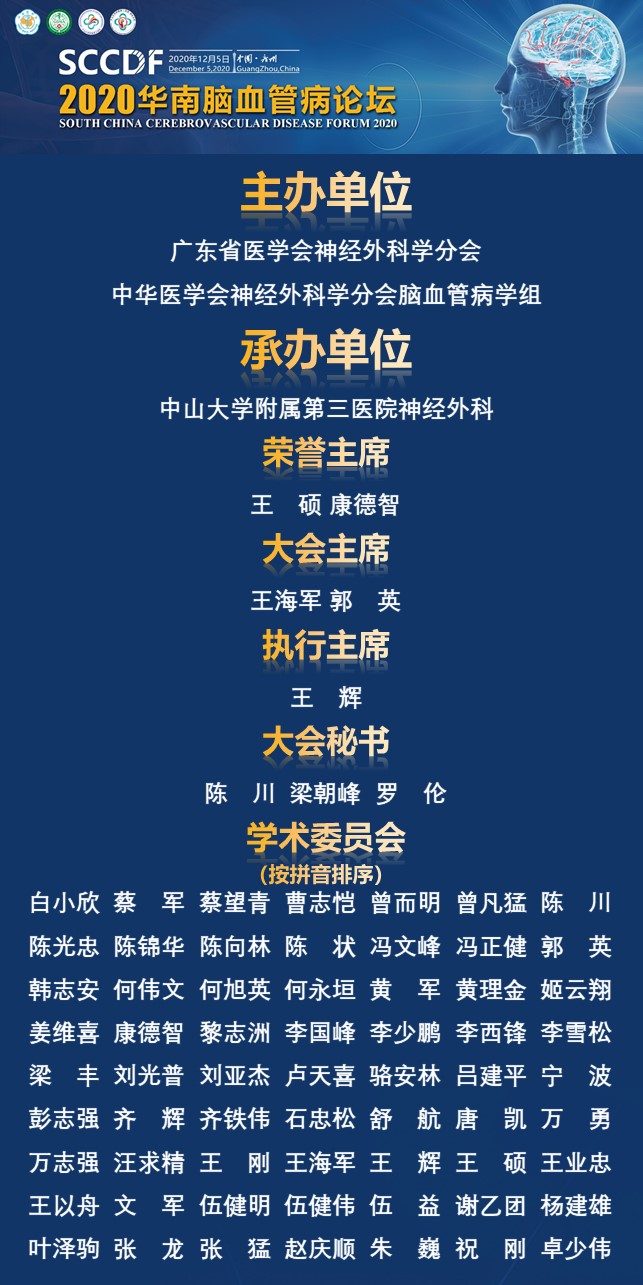 SCCDF 2020年12月5日 中国·广州
December 5,2020 GuangZhou,China
2020华南脑血管病论坛
SOUTH CHINA CEREBROVASCULAR DISEASE FORUM 2020
主办单位
广东省医学会神经外科学分会
中华医学会神经外科学分会脑血管病学组
承办单位
中山大学附属第三医院神经外科
荣誉主席
王 硕 康德智
大会主席
王海军 郭 英
执行主席
王 辉
大会秘书
陈 川 梁朝峰 罗 伦
学术委员会
(按拼音排序)
白小欣 蔡 军 蔡望青 曹志恺 曾而明 曾凡猛 陈 川
陈光忠 陈锦华 陈向林 陈 状 冯文峰 冯正健 郭 英
韩志安 何伟文 何旭英 何永垣 黄 军 黄理金 姬云翔
姜维喜 康德智 黎志洲 李国峰 李少鹏 李西锋 李雪松
梁 丰 刘光普 刘亚杰 卢天喜 骆安林 吕建平 宁 波
彭志强 齐 辉 齐铁伟 石忠松 舒 航 唐 凯 万 勇
万志强 汪求精 王 刚 王海军 王 辉 王 硕 王业忠
王以舟 文 军 伍健明 伍健伟 伍 益 谢乙团 杨建雄
叶泽驹 张 龙 张 猛 赵庆顺 朱 巍 祝 刚 卓少伟